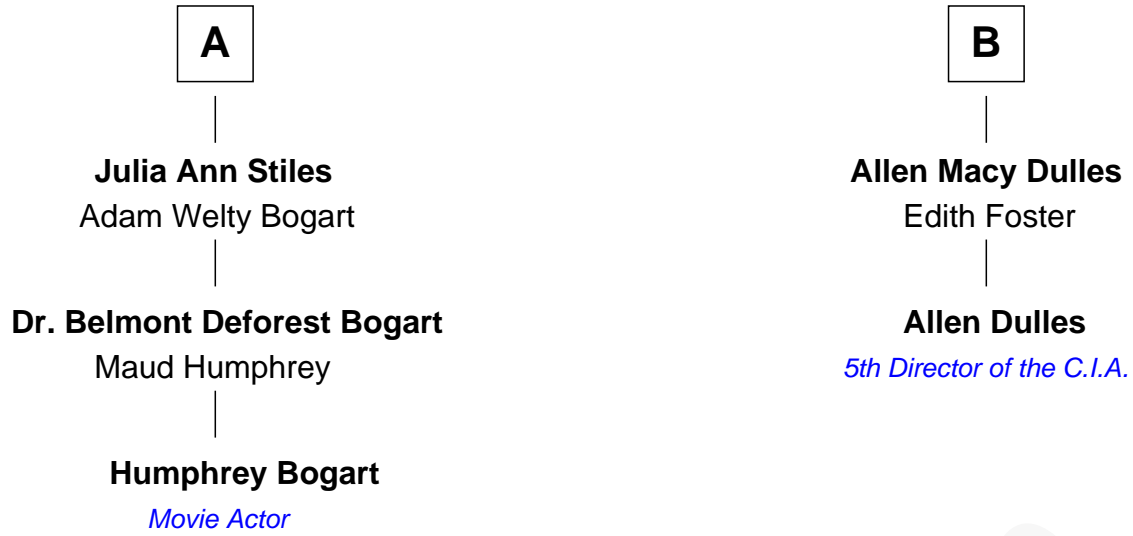 A
Julia Ann Stiles
Adam Welty Bogart
Dr. Belmont Deforest Bogart
Maud Humphrey
Humphrey Bogart
Movie Actor
B
Allen Macy Dulles
Edith Foster
Allen Dulles
5th Director of the C.I.A.